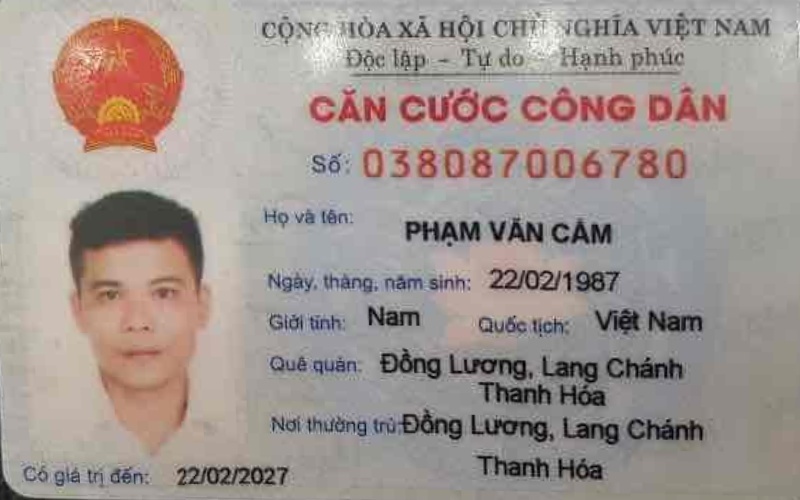 CỘNG HÒA XÃ HỘI CHỦ NGHĨA VIỆT NAM
Độc lập - Tự do - Hạnh phúc
CĂN CƯỚC CÔNG DÂN
Số: 038087006780
Họ và tên: PHẠM VĂN CẢM
Ngày, tháng, năm sinh: 22/02/1987
Giới tính: Nam Quốc tịch: Việt Nam
Quê quán: Đồng Lương, Lang Chánh
Thanh Hóa
Nơi thường trú: Đồng Lương, Lang Chánh
Thanh Hóa
Có giá trị đến: 22/02/2027